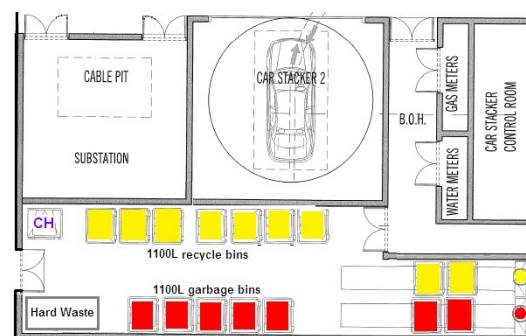 CABLE PIT
SUBSTATION
CAR STACKER 2
B.O.H.
GAS METERS
WATER METERS
CAR STACKER
CONTROL ROOM
CH
1100L recycle bins
1100L garbage bins
Hard Waste